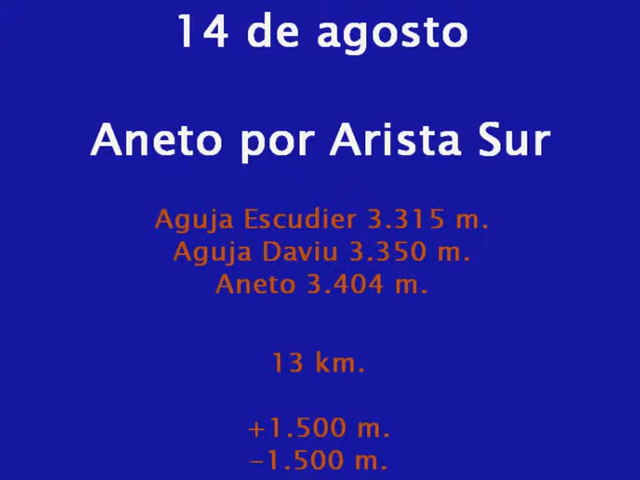 14 de agosto
Aneto por Arista Sur
Aguja Escudier 3.315 m.
Aguja Daviu 3.350 m.
Aneto 3.404 m.
13 km.
+1.500 m.
-1.500 m.